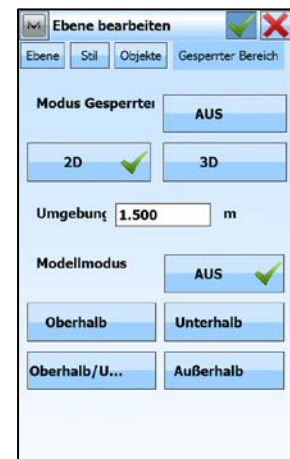 Ebene bearbeiten
Ebene Stil Objekte Gesperrter Bereich
Modus Gesperrter
AUS
2D 3D
Umgebung 1.500 m
Modellmodus
AUS
Oberhalb Unterhalb
Oberhalb/U... Außerhalb